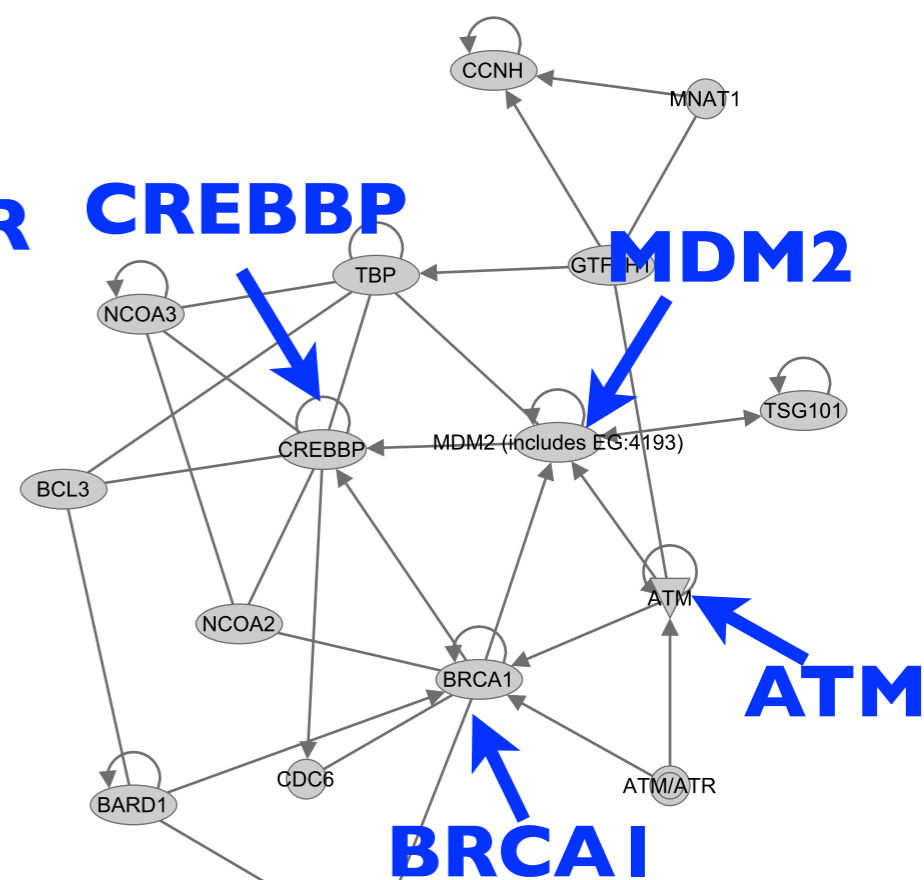 CCNH
MNAT1
R
CREBBP
MDM2
TBP
NCOA3
TSG101
CREBBP
MDM2 (includes EG:4193)
BCL3
ATM
NCOA2
BRCA1
ATM
CDC6
ATM/ATR
BARD1
BRCA1